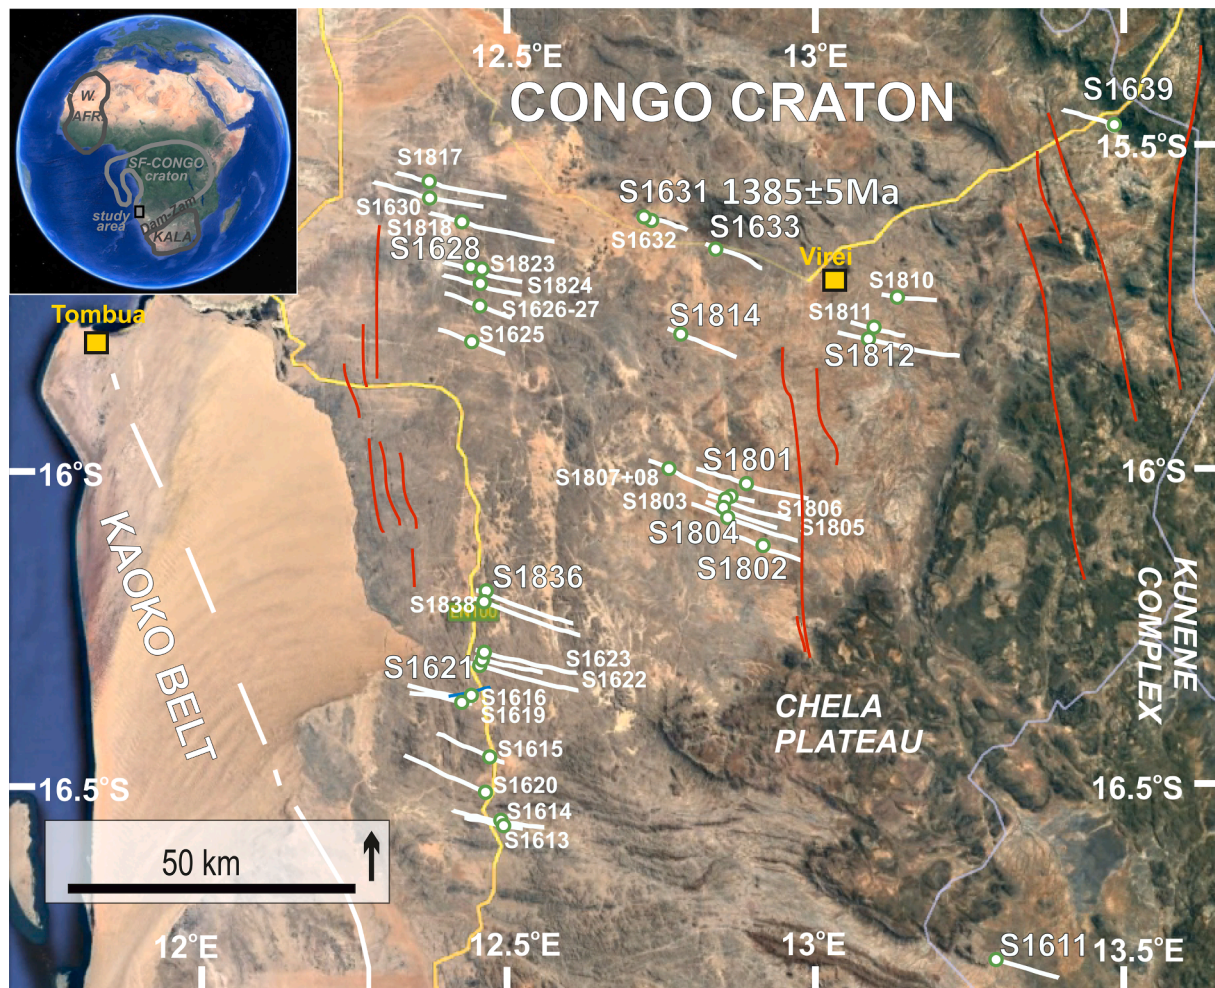 12.5°E
13°E
CONGO CRATON
S1639
15.5°S
W.
AFR.
SF-CONGO
craton
study
area
Dam-Zam
KALA.
S1817
S1630
S1818
S1631 1385±5Ma
S1632
S1633
Virei
S1628
S1823
S1824
S1626-27
S1625
S1810
S1811
S1812
S1814
Tombua
16°S
16°S
S1801
S1807+08
S1803
S1806
S1805
S1804
S1802
KAOKO BELT
S1836
S1838
EN100
S1621
S1623
S1622
S1616
S1619
S1615
S1620
S1614
S1613
CHELA
PLATEAU
KUNENE
COMPLEX
16.5°S
16.5°S
50 km
12°E
12.5°E
13°E
S1611
13.5°E